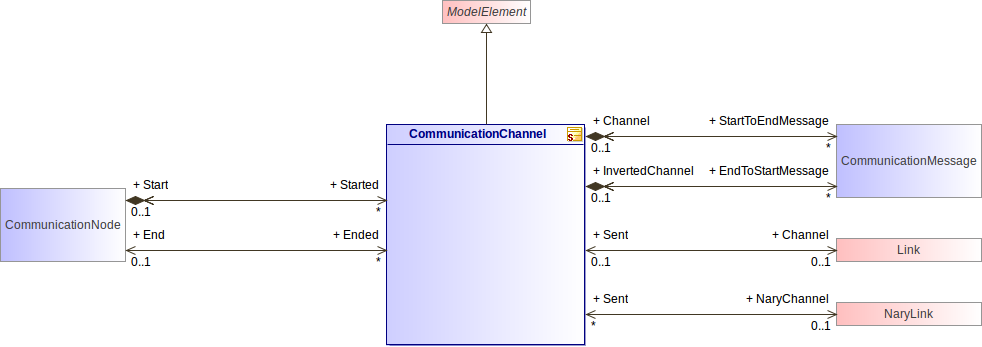 ModelElement
CommunicationChannel
S
+ Channel
+ StartToEndMessage
0..1
*
CommunicationMessage
+ InvertedChannel
+ EndToStartMessage
0..1
*
+ Start
+ Started
0..1
*
CommunicationNode
+ End
+ Ended
0..1
*
+ Sent
+ Channel
0..1
0..1
Link
+ Sent
+ NaryChannel
*
0..1
NaryLink